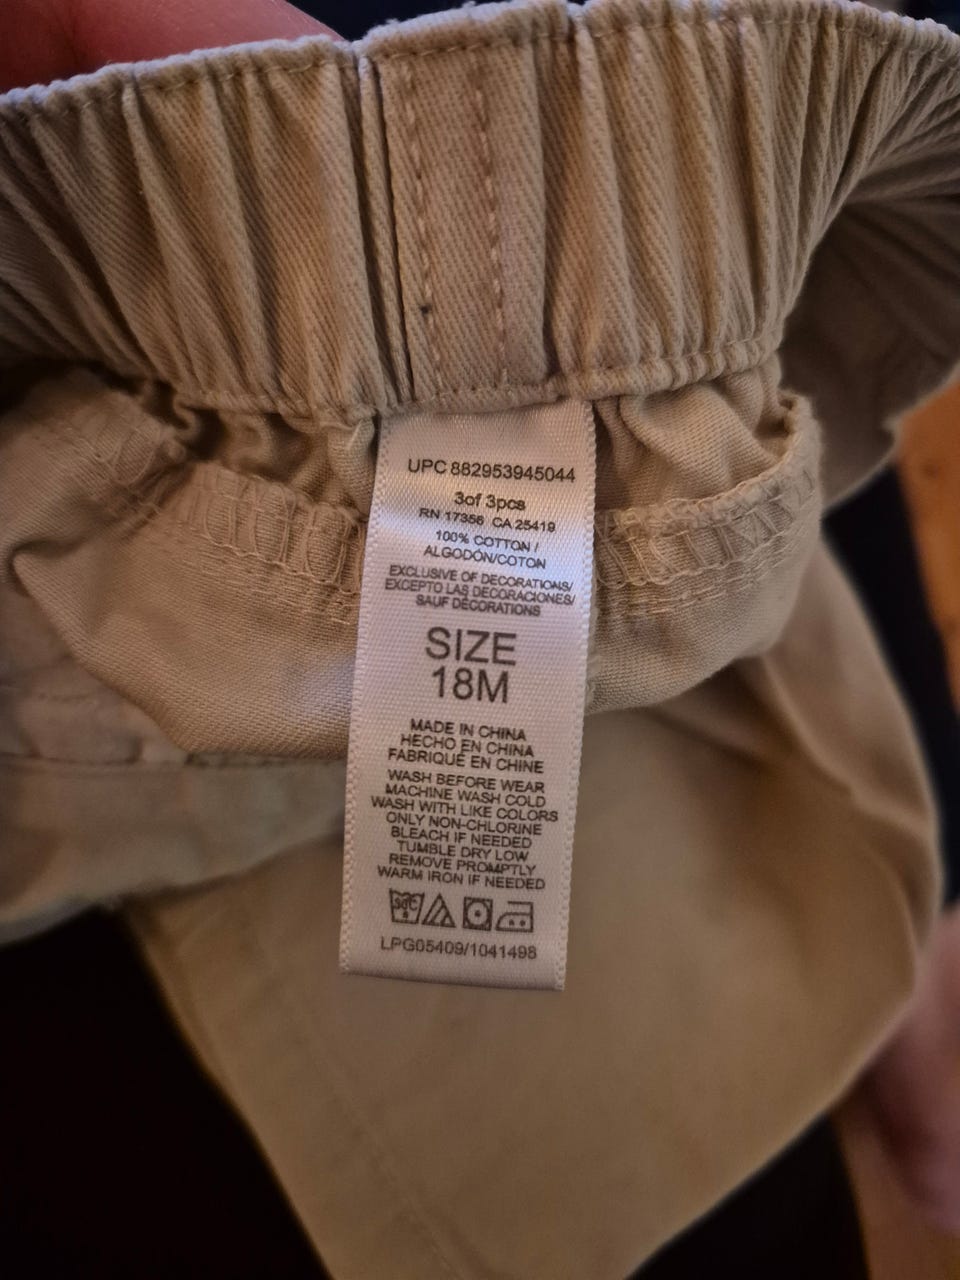 UPC 882953945044
3of 3pcs
RN 17356 CA 25419
100% COTTON /
ALGODÓN/COTON
EXCLUSIVE OF DECORATIONS/
EXCEPTO LAS DECORACIONES/
SAUF DÉCORATIONS
SIZE
18M
MADE IN CHINA
HECHO EN CHINA
FABRIQUÉ EN CHINE
WASH BEFORE WEAR
MACHINE WASH COLD
WASH WITH LIKE COLORS
ONLY NON-CHLORINE
BLEACH IF NEEDED
TUMBLE DRY LOW
REMOVE PROMPTLY
WARM IRON IF NEEDED
30C
LPG05409/1041498